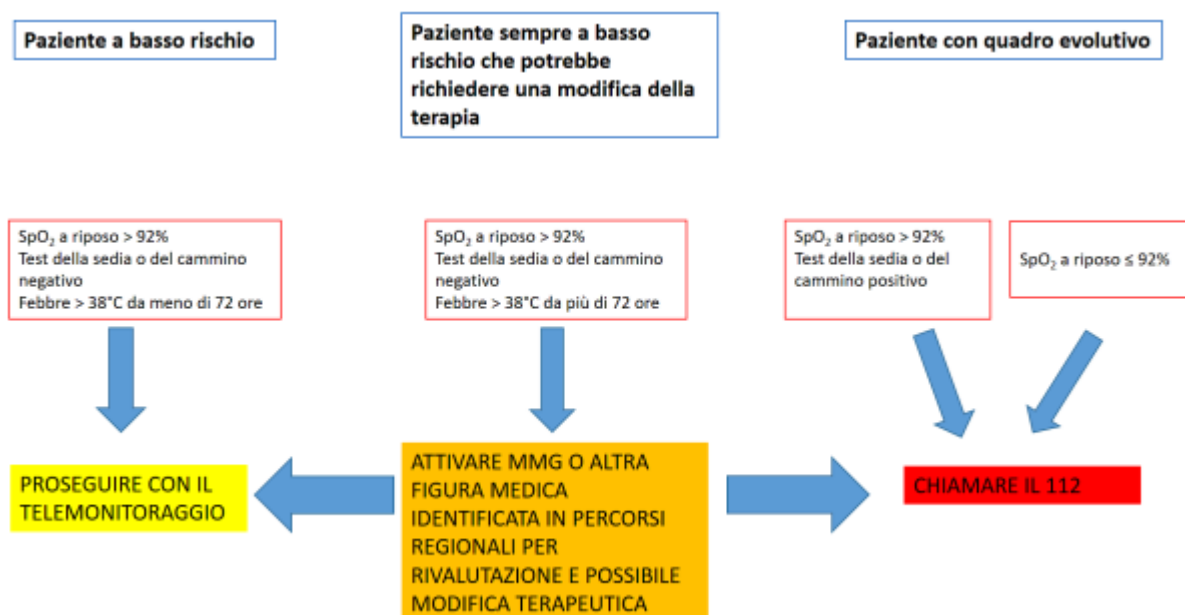 Paziente a basso rischio
Paziente sempre a basso
rischio che potrebbe
richiedere una modifica della
terapia
Paziente con quadro evolutivo
SpO₂ a riposo > 92%
Test della sedia o del cammino
negativo
Febbre > 38°C da meno di 72 ore
SpO₂ a riposo > 92%
Test della sedia o del cammino
negativo
Febbre > 38°C da più di 72 ore
SpO₂ a riposo > 92%
Test della sedia o del
cammino positivo
SpO₂ a riposo ≤ 92%
PROSEGUIRE CON IL
TELEMONITORAGGIO
ATTIVARE MMG O ALTRA
FIGURA MEDICA
IDENTIFICATA IN PERCORSI
REGIONALI PER
RIVALUTAZIONE E POSSIBILE
MODIFICA TERAPEUTICA
CHIAMARE IL 112